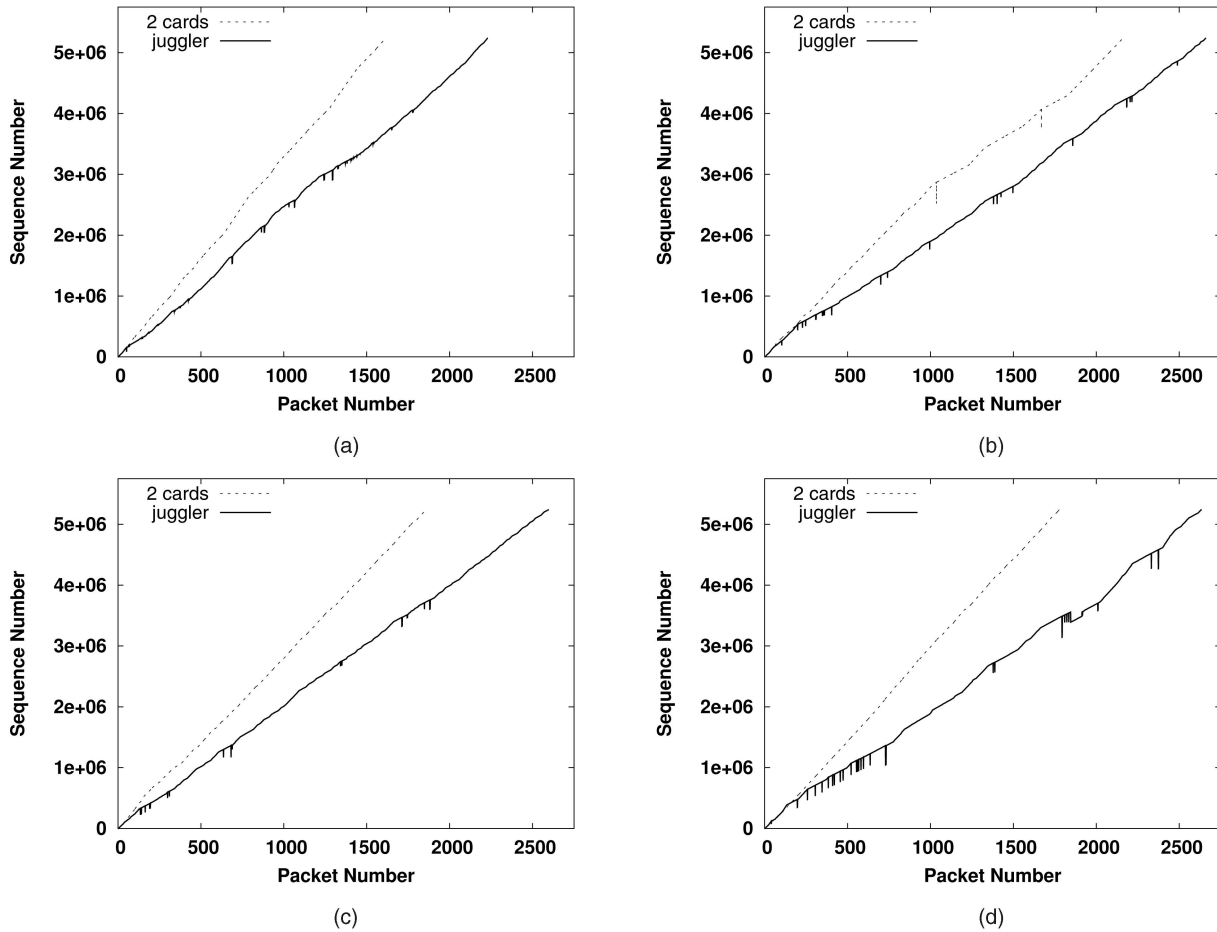 2 cards
juggler
5e+06
4e+06
3e+06
2e+06
1e+06
0
Sequence Number
0 500 1000 1500 2000 2500
Packet Number
(a)
2 cards
juggler
5e+06
4e+06
3e+06
2e+06
1e+06
0
Sequence Number
0 500 1000 1500 2000 2500
Packet Number
(b)
2 cards
juggler
5e+06
4e+06
3e+06
2e+06
1e+06
0
Sequence Number
0 500 1000 1500 2000 2500
Packet Number
(c)
2 cards
juggler
5e+06
4e+06
3e+06
2e+06
1e+06
0
Sequence Number
0 500 1000 1500 2000 2500
Packet Number
(d)